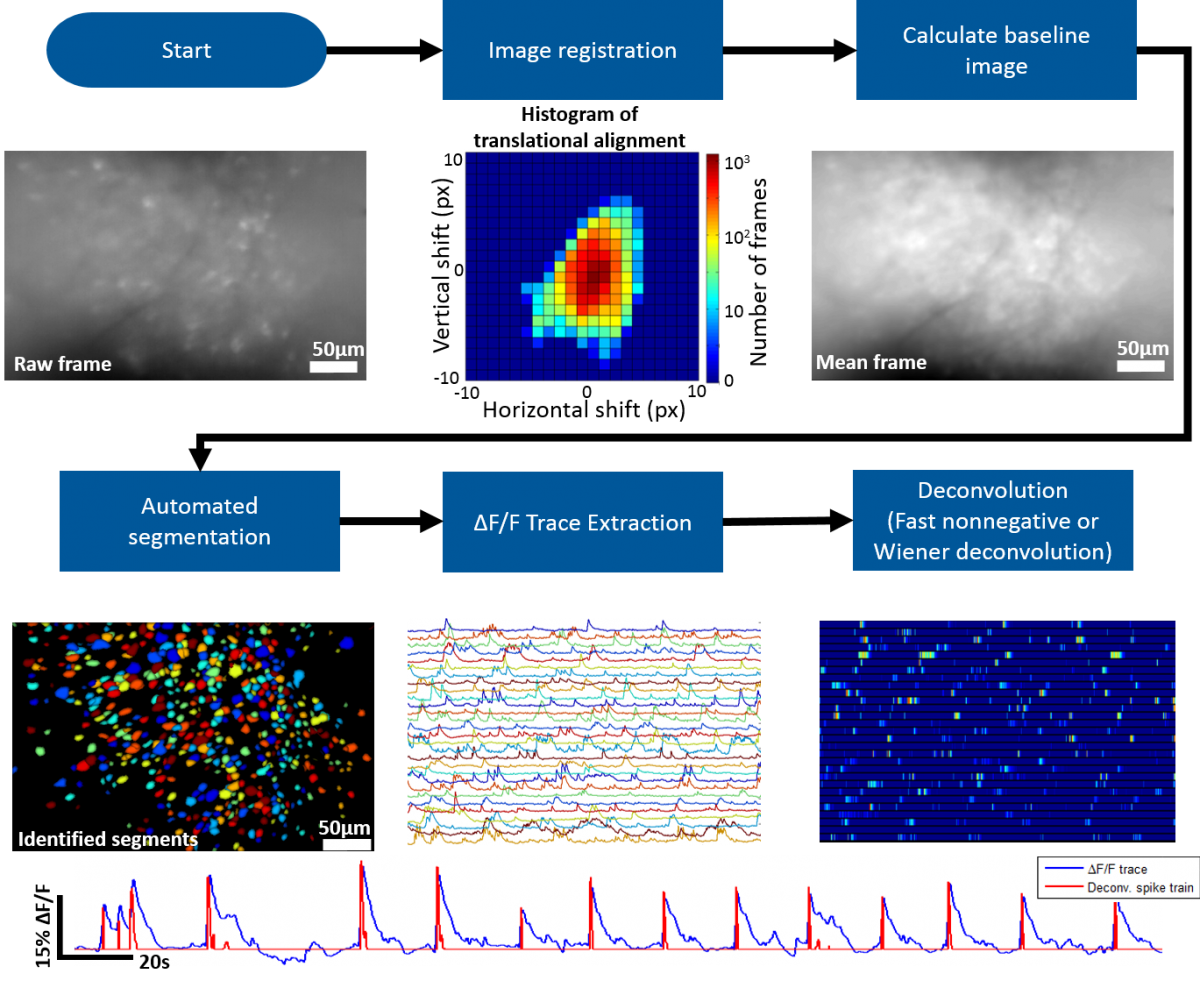 Start
Image registration
Calculate baseline
image
Histogram of
translational alignment
10
0
-10
Vertical shift (px)
-10
0
10
Horizontal shift (px)
10³
10²
10
0
Number of frames
Raw frame
50µm
Mean frame
50µm
Automated
segmentation
ΔF/F Trace Extraction
Deconvolution
(Fast nonnegative or
Wiener deconvolution)
Identified segments
50µm
ΔF/F trace
Deconv. spike train
15% ΔF/F
20s